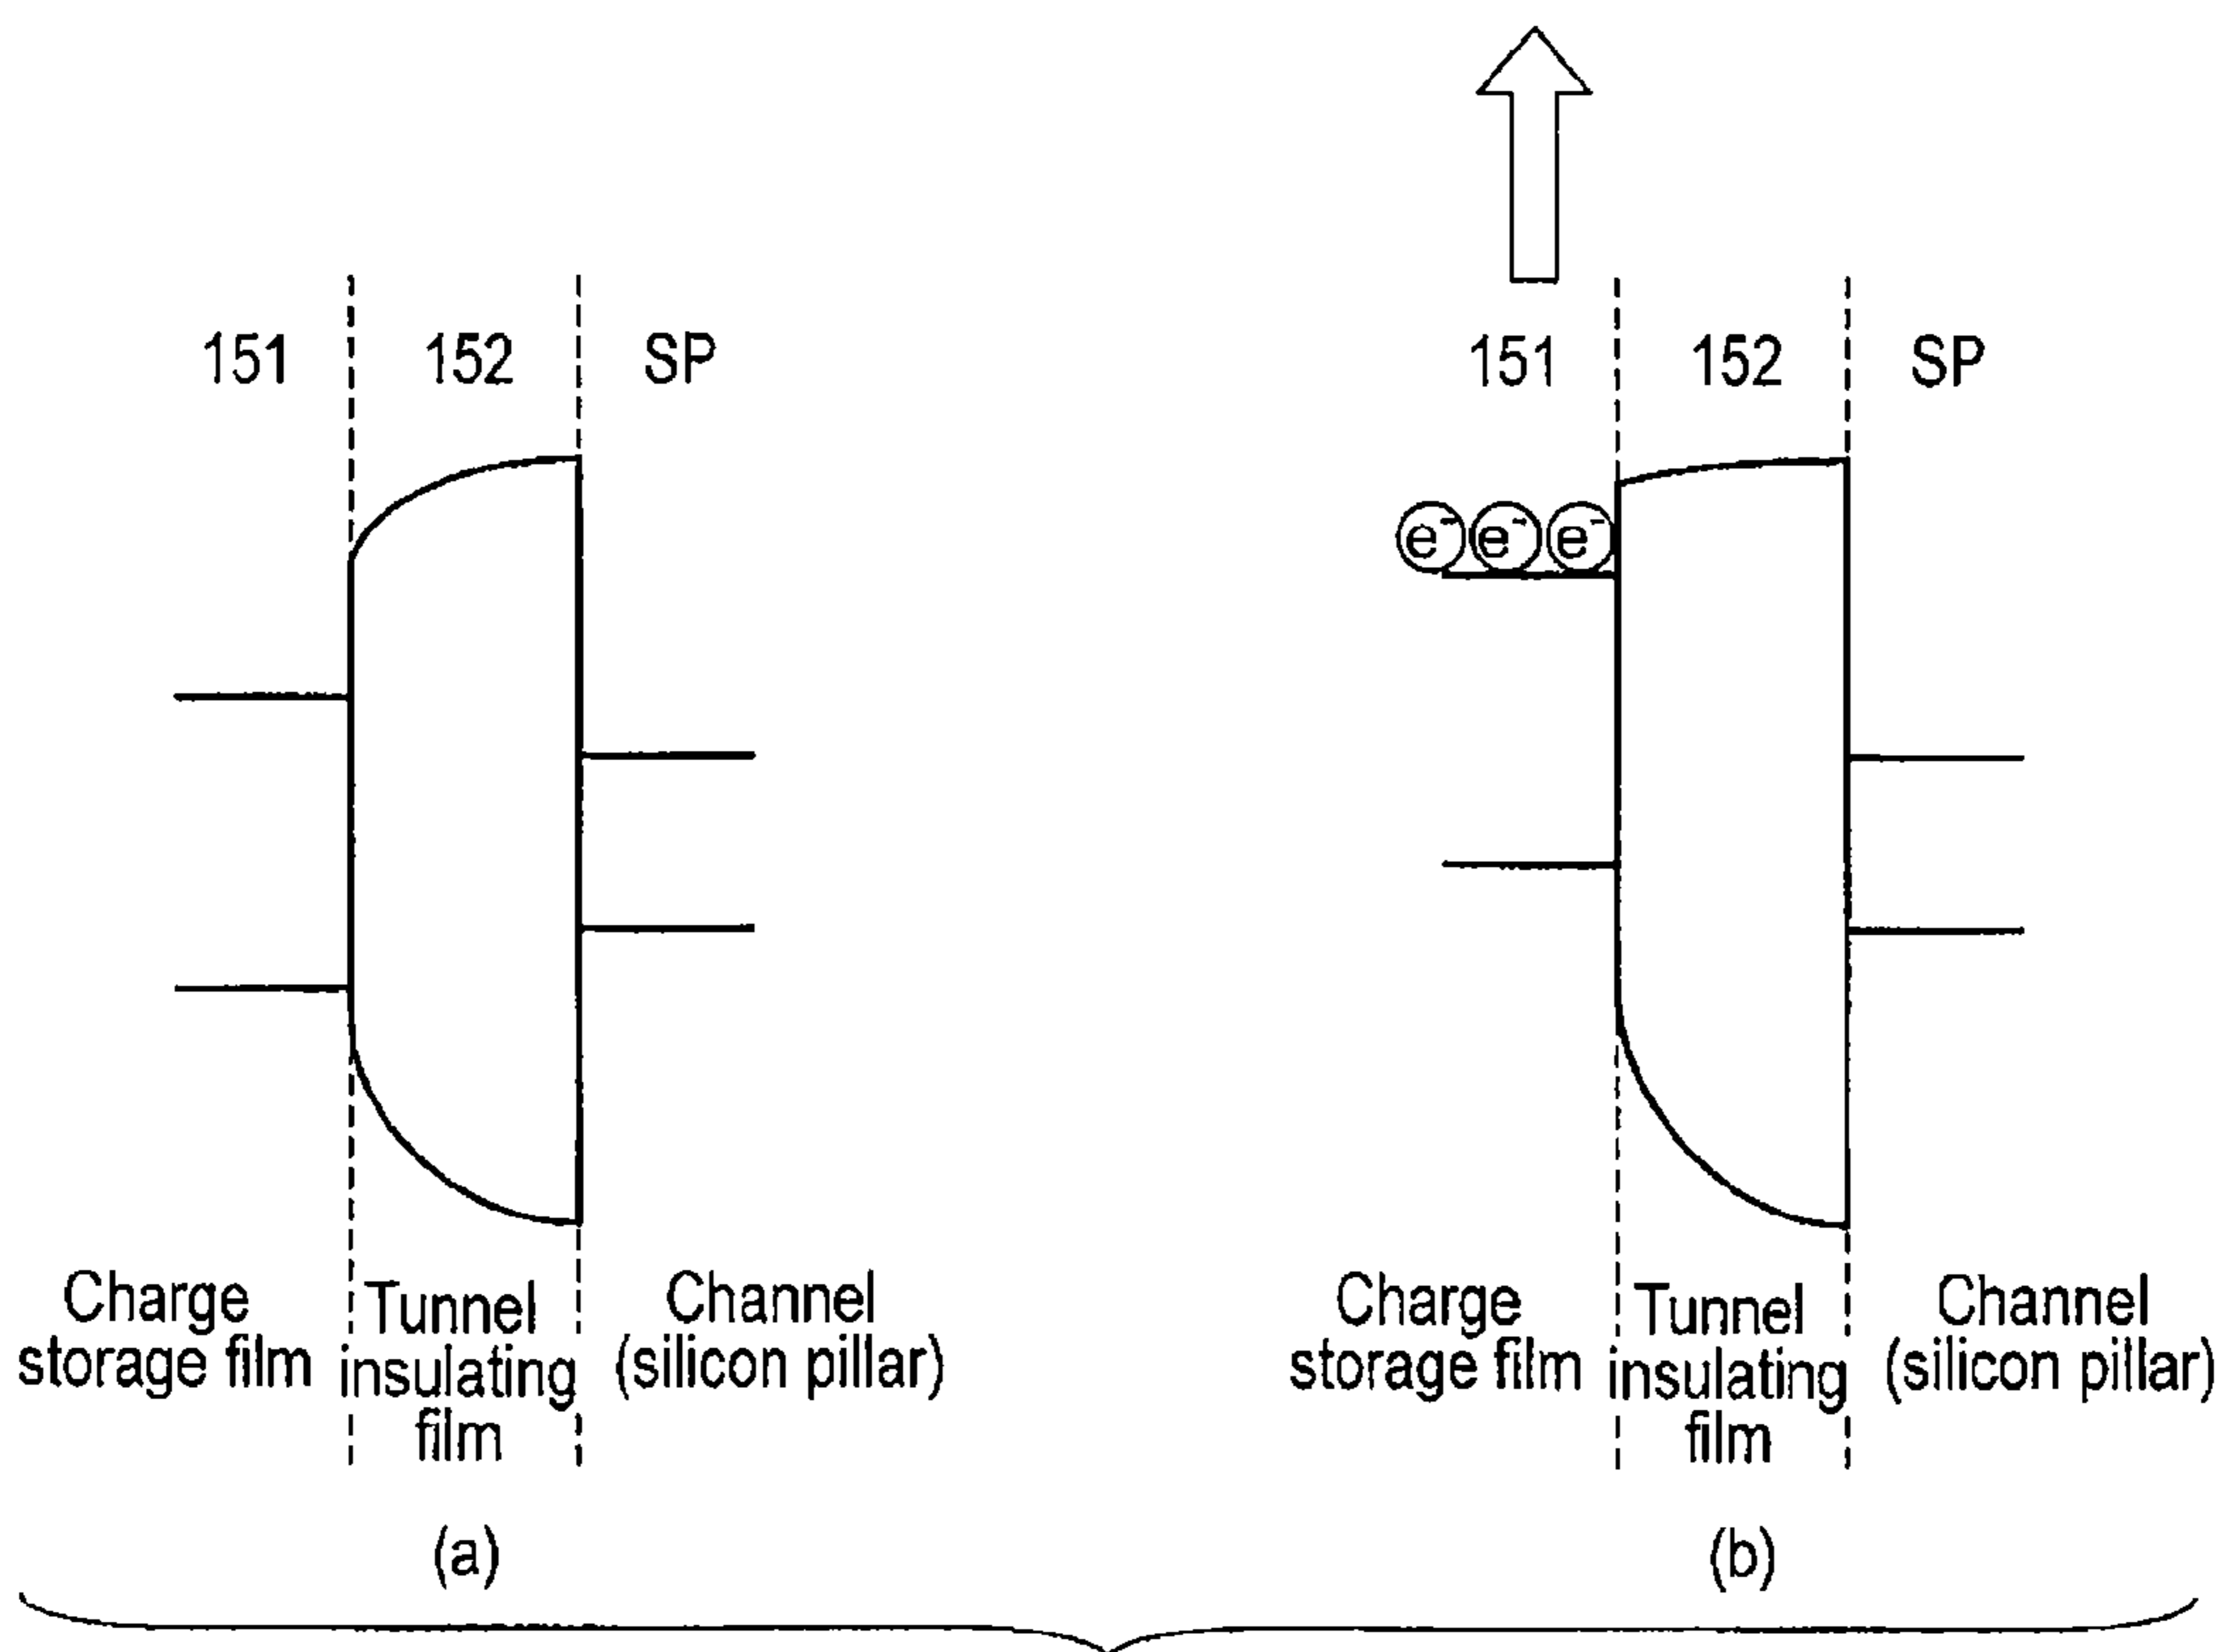 151 152 SP
Charge
storage film
Tunnel
insulating
film
Channel
(silicon pillar)
(a)
151 152 SP
e⁻ e⁻ e⁻
Charge
storage film
Tunnel
insulating
film
Channel
(silicon pillar)
(b)